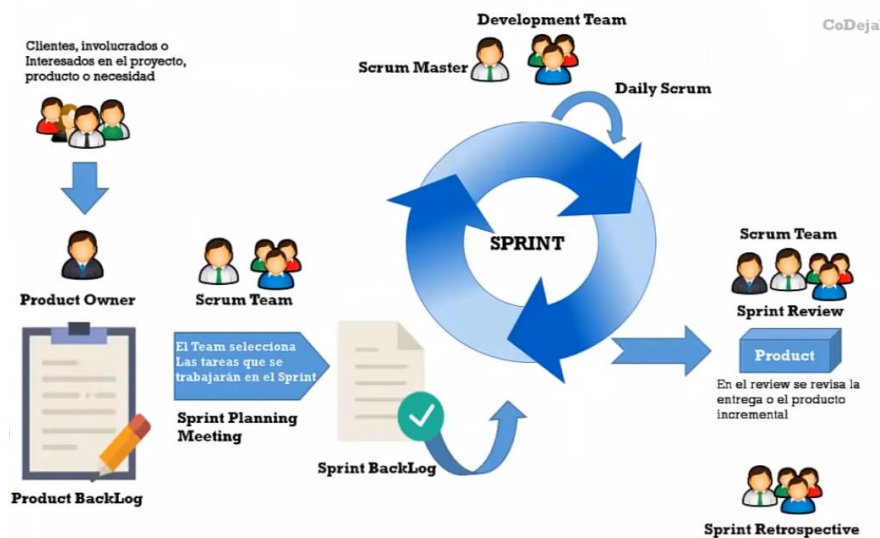 Development Team
CoDeja
Clientes, involucrados o
Interesados en el proyecto,
producto o necesidad
Scrum Master
Daily Scrum
SPRINT
Product Owner
Scrum Team
Scrum Team
Sprint Review
El Team selecciona
Las tareas que se
trabajarán en el Sprint
Product
Sprint Planning
Meeting
En el review se revisa la
entrega o el producto
incremental
Sprint BackLog
Product BackLog
Sprint Retrospective